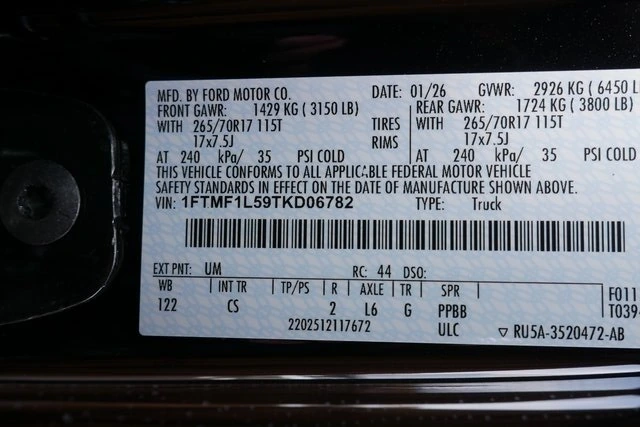 MFD. BY FORD MOTOR CO. DATE: 01/26 GVWR: 2926 KG ( 6450 L
FRONT GAWR: 1429 KG ( 3150 LB) REAR GAWR: 1724 KG ( 3800 LB)
WITH 265/70R17 115T TIRES WITH 265/70R17 115T
17x7.5J RIMS 17x7.5J
AT 240 kPa/ 35 PSI COLD AT 240 kPa/ 35 PSI COLD
THIS VEHICLE CONFORMS TO ALL APPLICABLE FEDERAL MOTOR VEHICLE
SAFETY STANDARDS IN EFFECT ON THE DATE OF MANUFACTURE SHOWN ABOVE.
VIN: 1FTMF1L59TKD06782 TYPE: Truck
EXT PNT: UM RC: 44 DSO:
WB INT TR TP/PS R AXLE TR SPR F011
122 CS 2 L6 G PPBB T039
2202512117672 ULC ▽ RU5A-3520472-AB